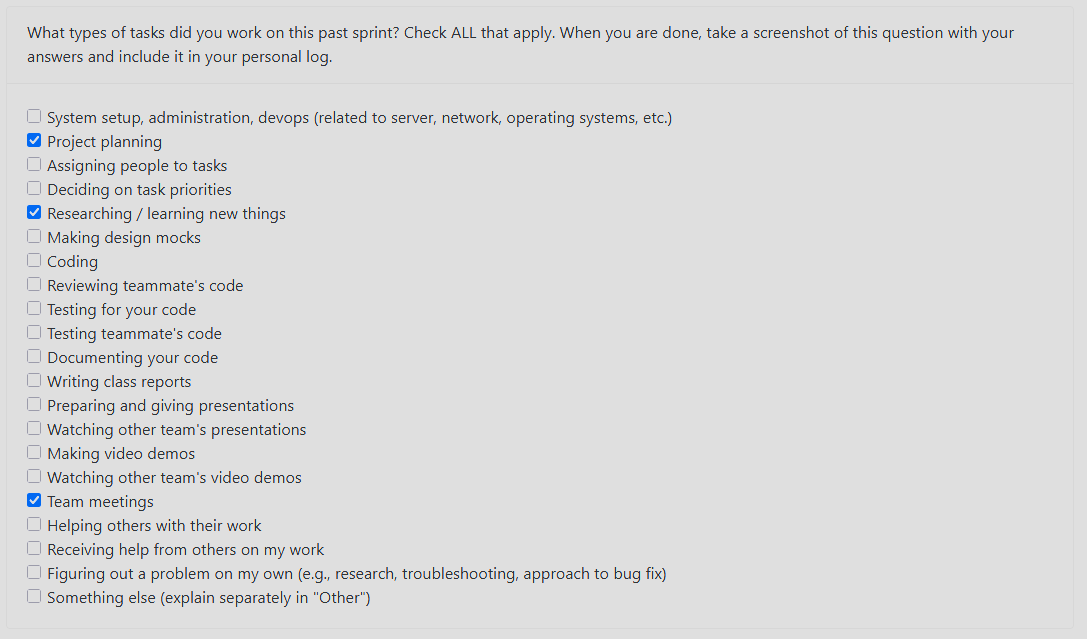 What types of tasks did you work on this past sprint? Check ALL that apply. When you are done, take a screenshot of this question with your
answers and include it in your personal log.
System setup, administration, devops (related to server, network, operating systems, etc.)
Project planning
Assigning people to tasks
Deciding on task priorities
Researching / learning new things
Making design mocks
Coding
Reviewing teammate's code
Testing for your code
Testing teammate's code
Documenting your code
Writing class reports
Preparing and giving presentations
Watching other team's presentations
Making video demos
Watching other team's video demos
Team meetings
Helping others with their work
Receiving help from others on my work
Figuring out a problem on my own (e.g., research, troubleshooting, approach to bug fix)
Something else (explain separately in "Other")